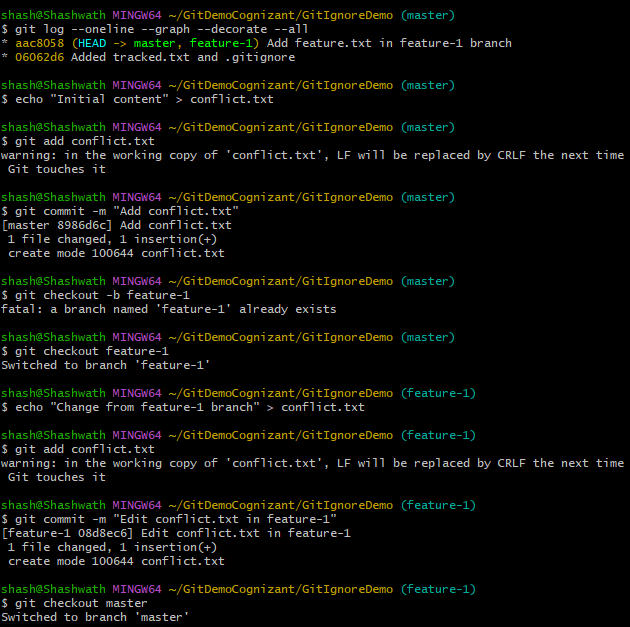 shash@Shashwath MINGW64 ~/GitDemoCognizant/GitIgnoreDemo (master)
$ git log --oneline --graph --decorate --all
* aac8058 (HEAD -> master, feature-1) Add feature.txt in feature-1 branch
* 06062d6 Added tracked.txt and .gitignore
shash@Shashwath MINGW64 ~/GitDemoCognizant/GitIgnoreDemo (master)
$ echo "Initial content" > conflict.txt
shash@Shashwath MINGW64 ~/GitDemoCognizant/GitIgnoreDemo (master)
$ git add conflict.txt
warning: in the working copy of 'conflict.txt', LF will be replaced by CRLF the next time
Git touches it
shash@Shashwath MINGW64 ~/GitDemoCognizant/GitIgnoreDemo (master)
$ git commit -m "Add conflict.txt"
[master 8986d6c] Add conflict.txt
1 file changed, 1 insertion(+)
create mode 100644 conflict.txt
shash@Shashwath MINGW64 ~/GitDemoCognizant/GitIgnoreDemo (master)
$ git checkout -b feature-1
fatal: a branch named 'feature-1' already exists
shash@Shashwath MINGW64 ~/GitDemoCognizant/GitIgnoreDemo (master)
$ git checkout feature-1
Switched to branch 'feature-1'
shash@Shashwath MINGW64 ~/GitDemoCognizant/GitIgnoreDemo (feature-1)
$ echo "Change from feature-1 branch" > conflict.txt
shash@Shashwath MINGW64 ~/GitDemoCognizant/GitIgnoreDemo (feature-1)
$ git add conflict.txt
warning: in the working copy of 'conflict.txt', LF will be replaced by CRLF the next time
Git touches it
shash@Shashwath MINGW64 ~/GitDemoCognizant/GitIgnoreDemo (feature-1)
$ git commit -m "Edit conflict.txt in feature-1"
[feature-1 08d8ec6] Edit conflict.txt in feature-1
1 file changed, 1 insertion(+)
create mode 100644 conflict.txt
shash@Shashwath MINGW64 ~/GitDemoCognizant/GitIgnoreDemo (feature-1)
$ git checkout master
Switched to branch 'master'